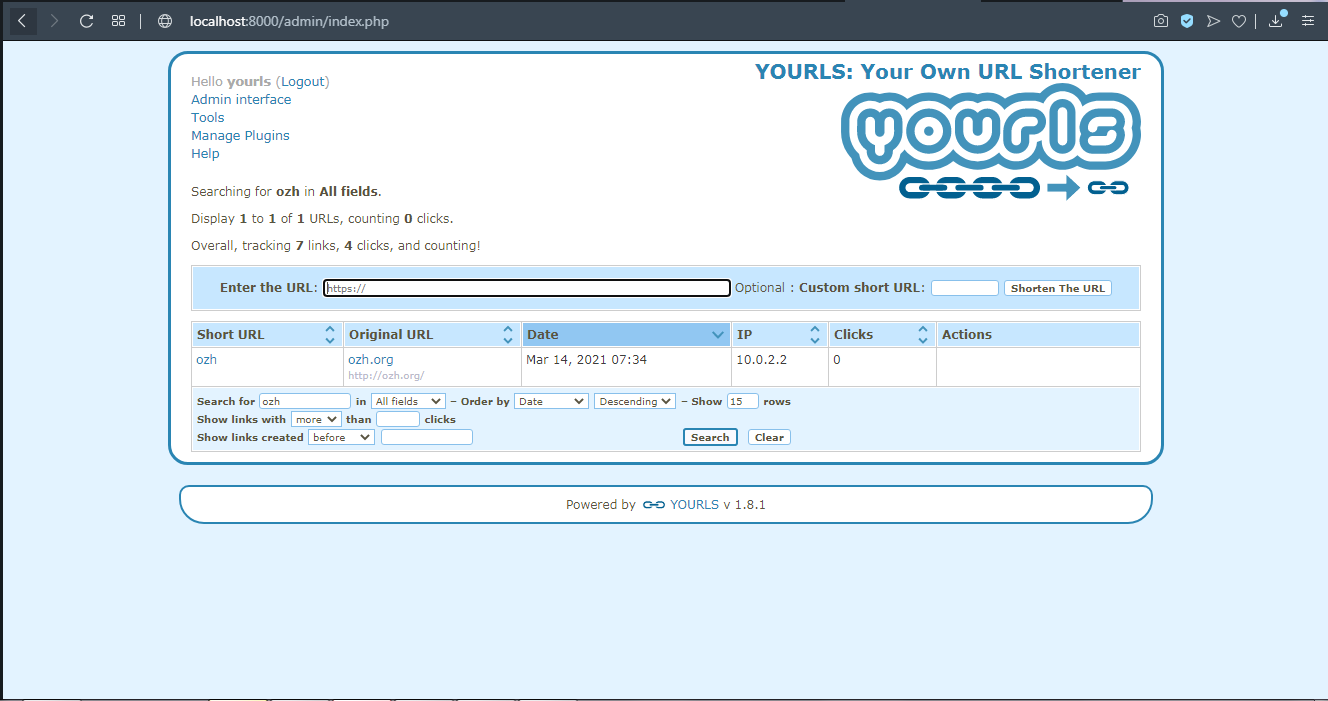 localhost:8000/admin/index.php
Hello yourls (Logout)
Admin interface
Tools
Manage Plugins
Help
YOURLS: Your Own URL Shortener
yourls
Searching for ozh in All fields.
Display 1 to 1 of 1 URLs, counting 0 clicks.
Overall, tracking 7 links, 4 clicks, and counting!
Enter the URL: https:// Optional : Custom short URL: Shorten The URL
Short URL Original URL Date IP Clicks Actions
ozh ozh.org Mar 14, 2021 07:34 10.0.2.2 0
http://ozh.org/
Search for ozh in All fields – Order by Date Descending – Show 15 rows
Show links with more than clicks
Show links created before Search Clear
Powered by YOURLS v 1.8.1